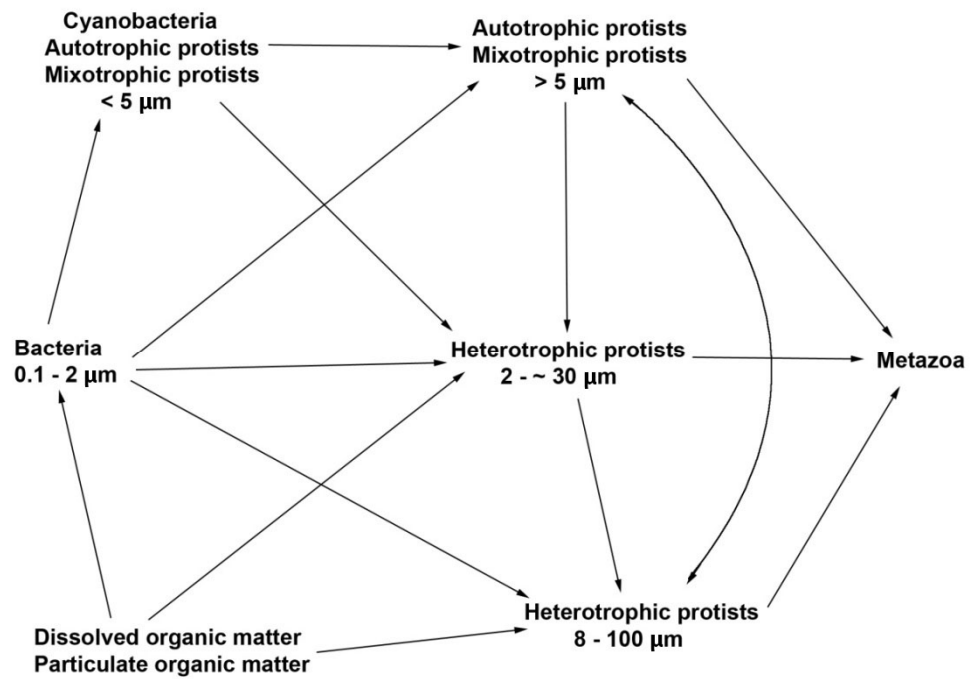 Cyanobacteria
Autotrophic protists
Mixotrophic protists
< 5 µm
Autotrophic protists
Mixotrophic protists
> 5 µm
Bacteria
0.1 - 2 µm
Heterotrophic protists
2 - ~ 30 µm
Metazoa
Heterotrophic protists
8 - 100 µm
Dissolved organic matter
Particulate organic matter